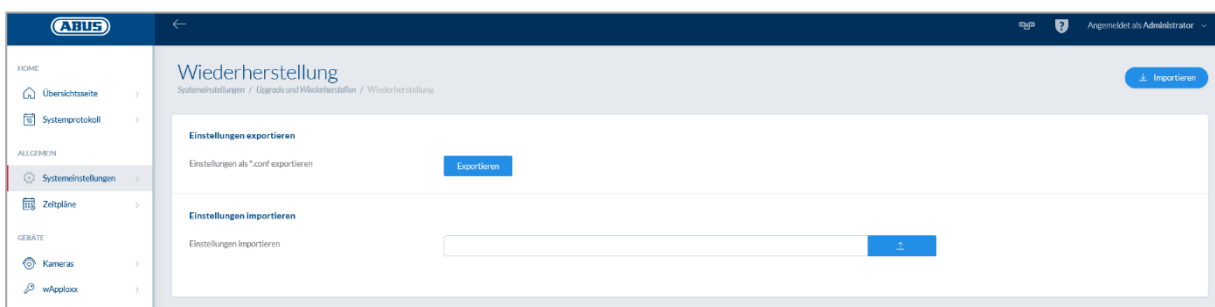 ABUS
Angemeldet als Administrator
HOME
Übersichtsseite
Systemprotokoll
ALLGEMEIN
Systemeinstellungen
Zeitpläne
GERÄTE
Kameras
wApploxx
Wiederherstellung
Systemeinstellungen / Upgrade und Wiederherstellen / Wiederherstellung
Importieren
Einstellungen exportieren
Einstellungen als *.conf exportieren
Exportieren
Einstellungen importieren
Einstellungen importieren